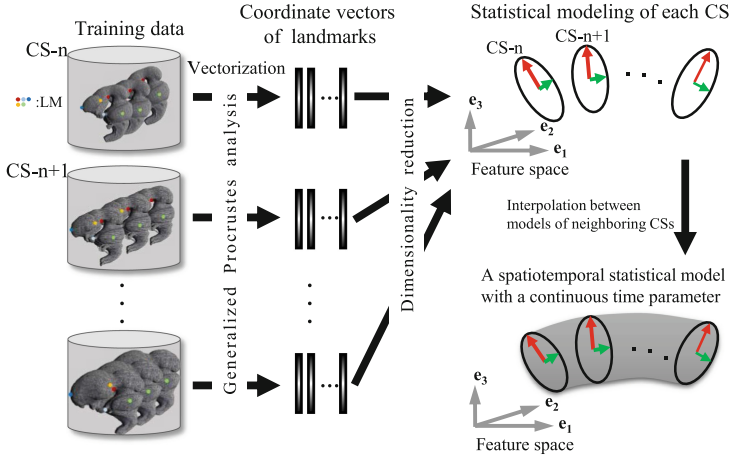 Training data
Coordinate vectors
of landmarks
Statistical modeling of each CS
CS-n
:LM
CS-n+1
Vectorization
Generalized Procrustes analysis
Dimensionality reduction
CS-n
CS-n+1
e3
e2
e1
Feature space
Interpolation between
models of neighboring CSs
A spatiotemporal statistical model
with a continuous time parameter
e3
e2
e1
Feature space